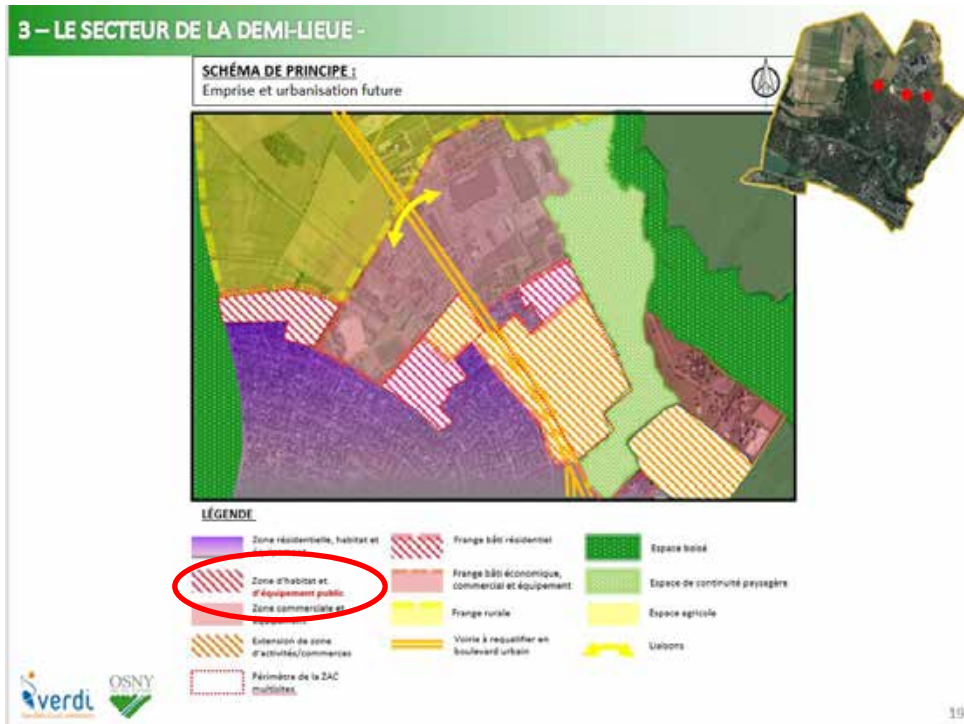 3 – LE SECTEUR DE LA DEMI-LIEUE -
SCHÉMA DE PRINCIPE :
Emprise et urbanisation future
LÉGENDE
Zone résidentielle, habitat et
équipement
Zone d'habitat et
d'équipement public
Zone commerciale et
équipement
Extension de zone
d'activités/commerces
Périmètre de la ZAC
multisites
Frange bâti résidentiel
Frange bâti économique,
commercial et équipement
Frange rurale
Voirie à requalifier en
boulevard urbain
Espace boisé
Espace de continuité paysagère
Espace agricole
Liaisons
verdi
OSNY
19